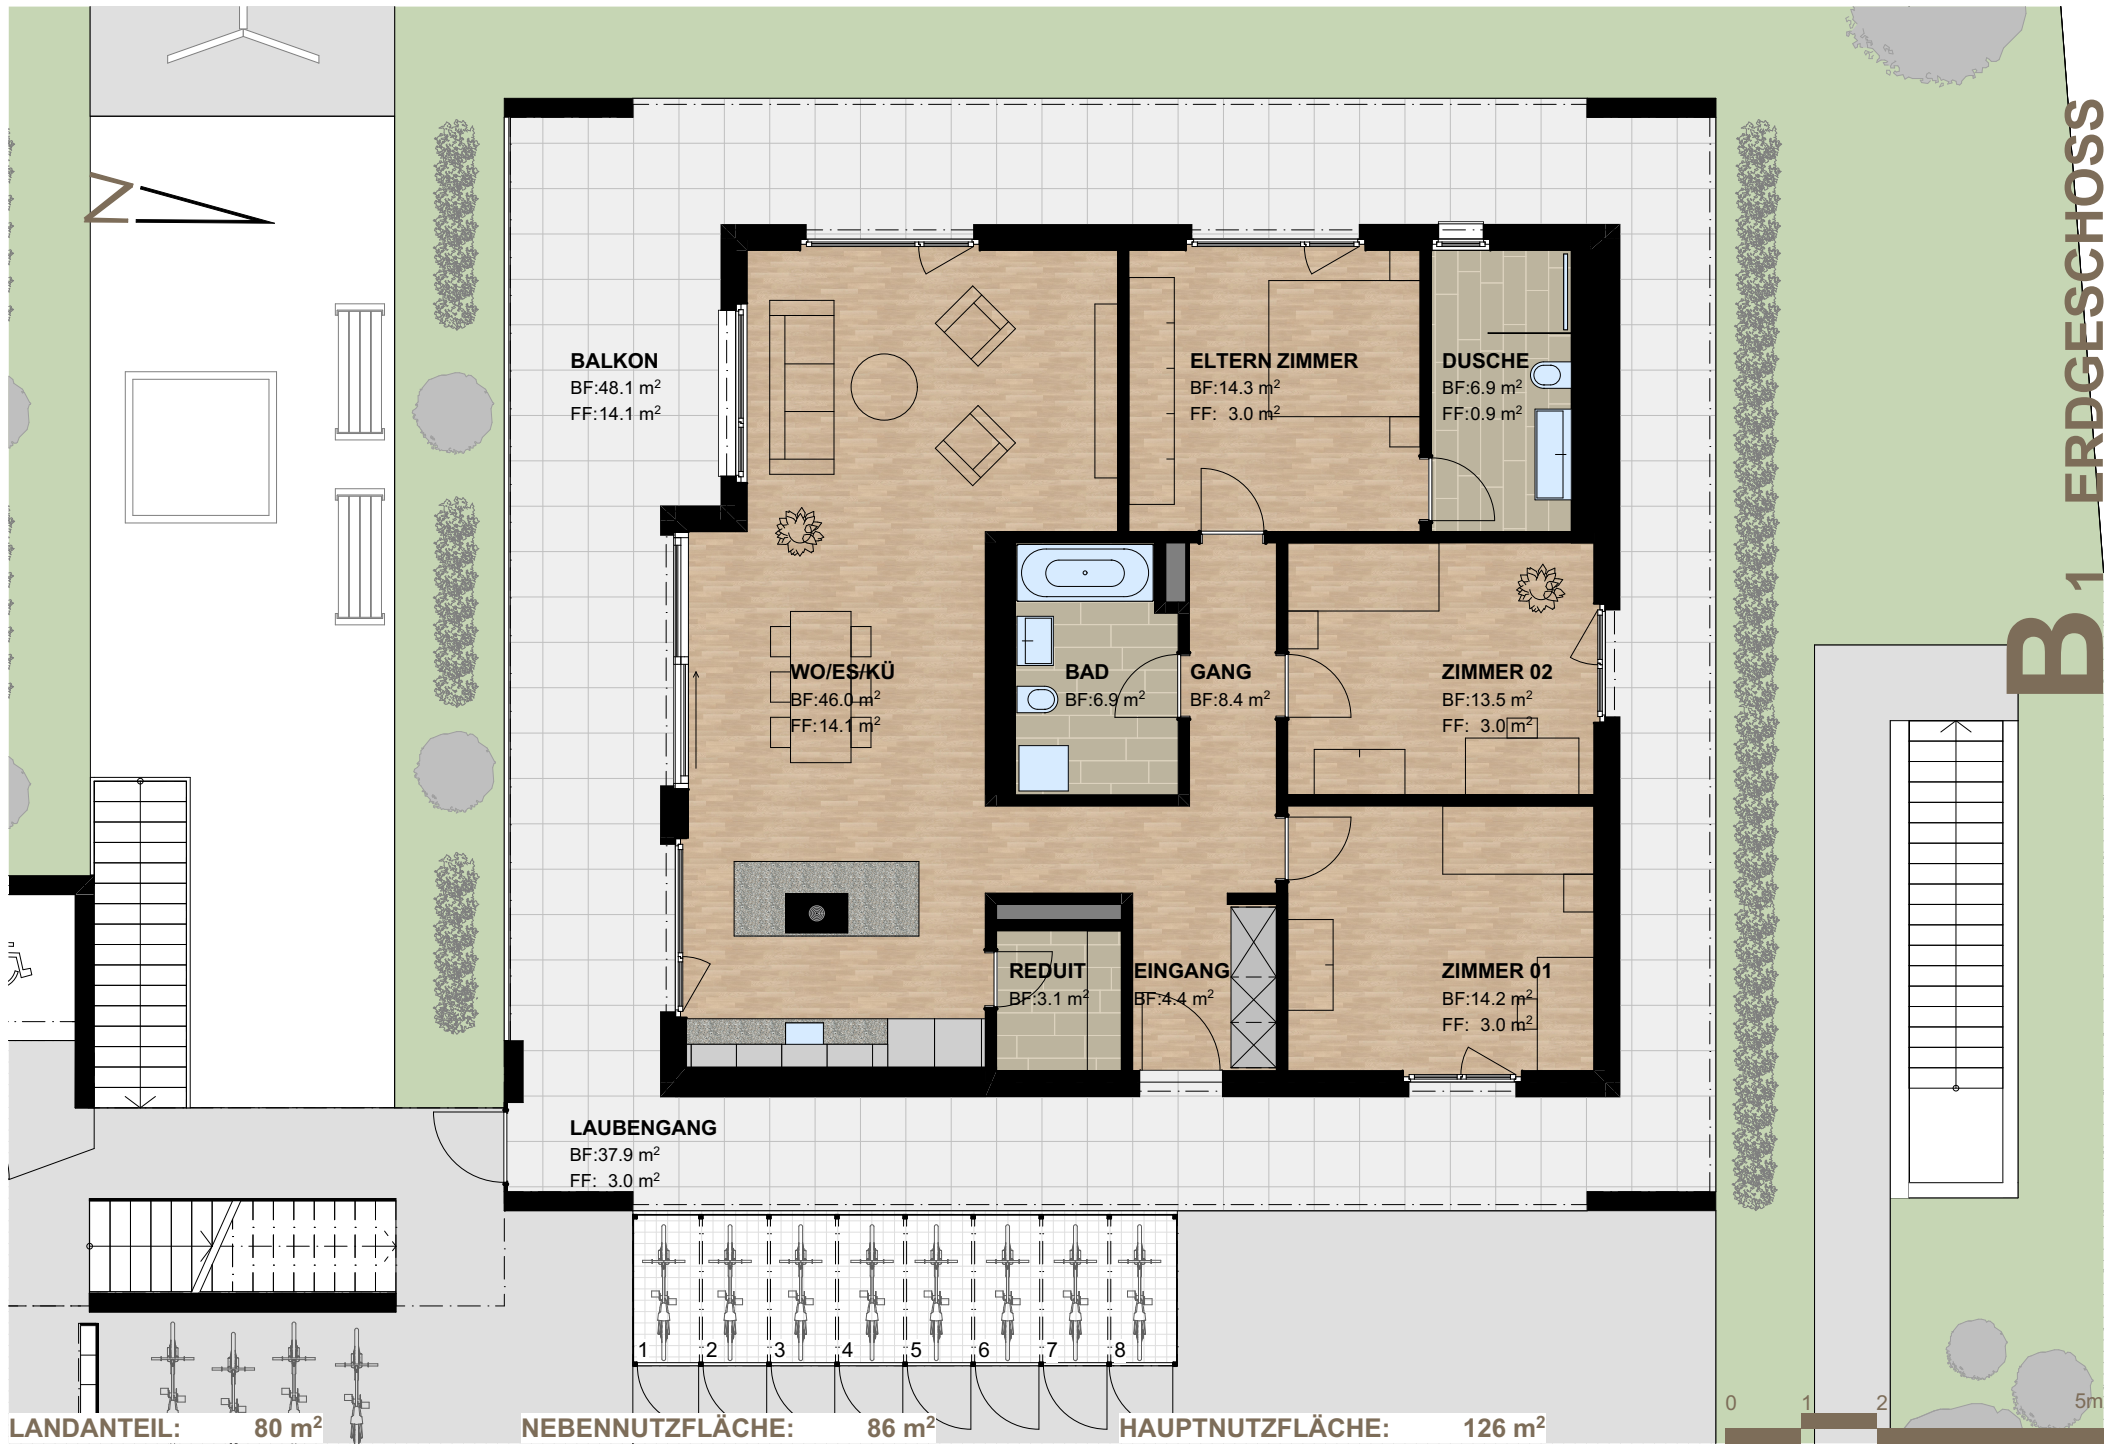 N
BALKON
BF:48.1 m²
FF:14.1 m²
ELTERN ZIMMER
BF:14.3 m²
FF: 3.0 m²
DUSCHE
BF:6.9 m²
FF:0.9 m²
WO/ES/KÜ
BF:46.0 m²
FF:14.1 m²
BAD
BF:6.9 m²
GANG
BF:8.4 m²
ZIMMER 02
BF:13.5 m²
FF: 3.0 m²
REDUIT
BF:3.1 m²
EINGANG
BF:4.4 m²
ZIMMER 01
BF:14.2 m²
FF: 3.0 m²
LAUBENGANG
BF:37.9 m²
FF: 3.0 m²
B 1 ERDGESCHOSS
1 2 3 4 5 6 7 8
0 1 2 5m
LANDANTEIL: 80 m² NEBENNUTZFLÄCHE: 86 m² HAUPTNUTZFLÄCHE: 126 m²